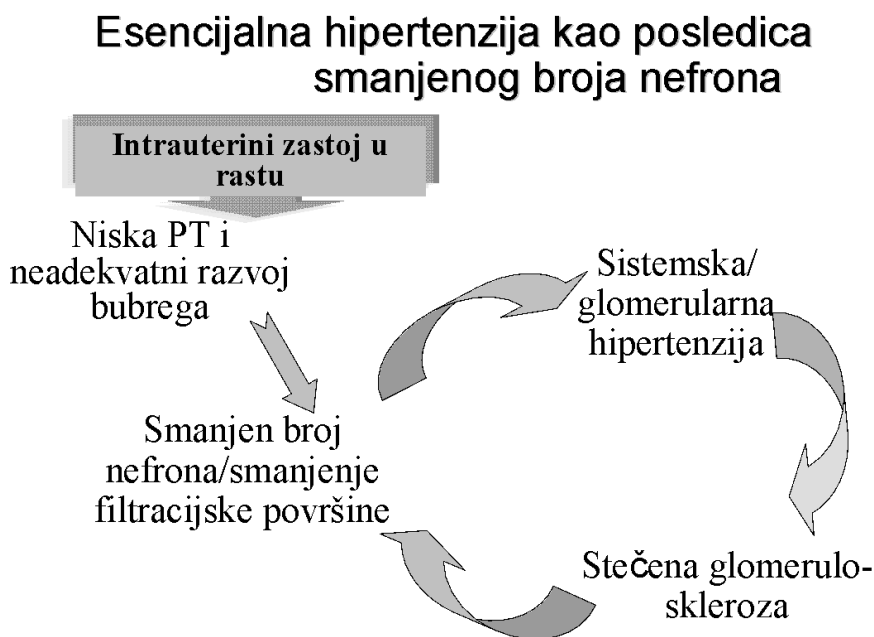 Esencijalna hipertenzija kao posledica
smanjenog broja nefrona
Intrauterini zastoj u
rastu
Niska PT i
neadekvatni razvoj
bubrega
Sistemska/
glomerularna
hipertenzija
Smanjen broj
nefrona/smanjenje
filtracijske površine
Stečena glomerulo-
skleroza